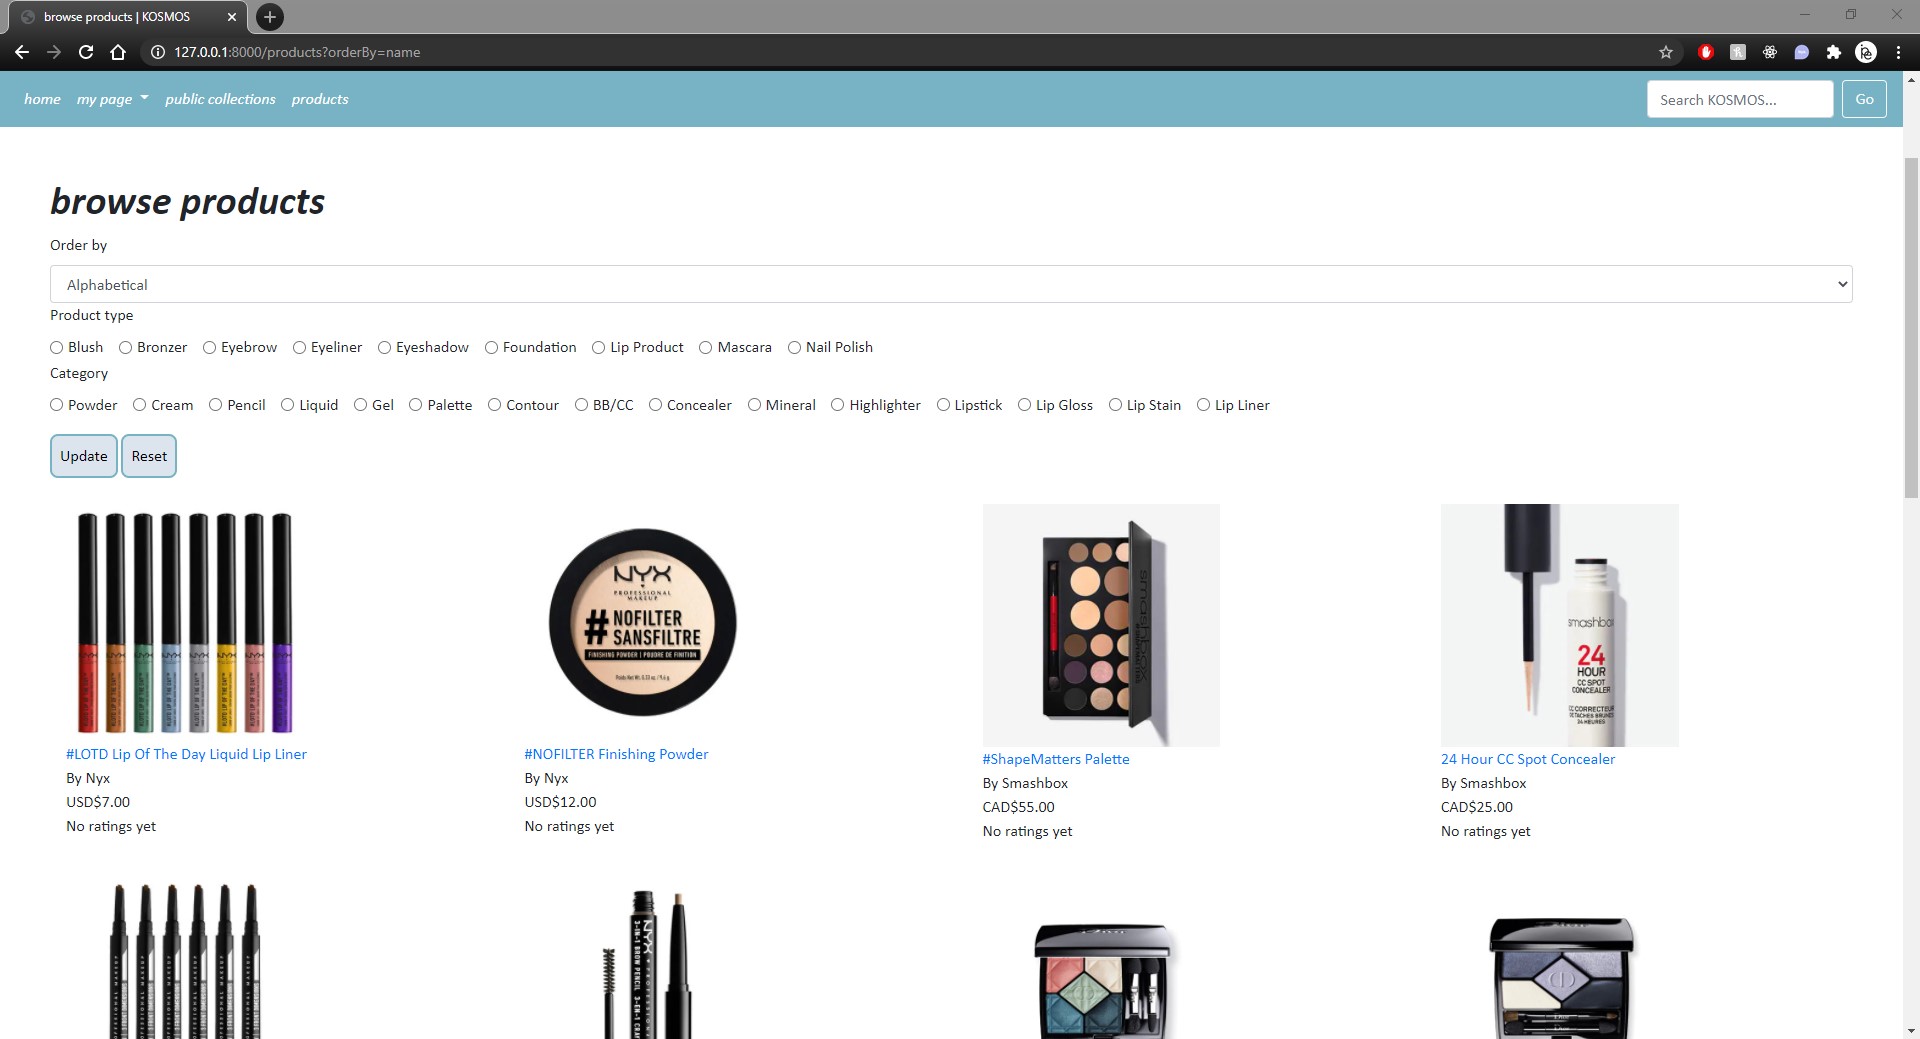 browse products | KOSMOS
127.0.0.1:8000/products?orderBy=name
home my page public collections products
Search KOSMOS... Go
browse products
Order by
Alphabetical
Product type
Blush Bronzer Eyebrow Eyeliner Eyeshadow Foundation Lip Product Mascara Nail Polish
Category
Powder Cream Pencil Liquid Gel Palette Contour BB/CC Concealer Mineral Highlighter Lipstick Lip Gloss Lip Stain Lip Liner
Update Reset
NYX
PROFESSIONAL
MAKEUP
# NOFILTER
SANSFILTRE
FINISHING POWDER | POUDRE DE FINITION
smashbox
smashbox
24
HOUR
CC SPOT
CONCEALER
CC CORRECTEUR
DE TACHES BRUNES
24 HEURES
#LOTD Lip Of The Day Liquid Lip Liner
By Nyx
USD$7.00
No ratings yet
#NOFILTER Finishing Powder
By Nyx
USD$12.00
No ratings yet
#ShapeMatters Palette
By Smashbox
CAD$55.00
No ratings yet
24 Hour CC Spot Concealer
By Smashbox
CAD$25.00
No ratings yet
NYX
3-IN-1 BROW PENCIL
Dior
Dior